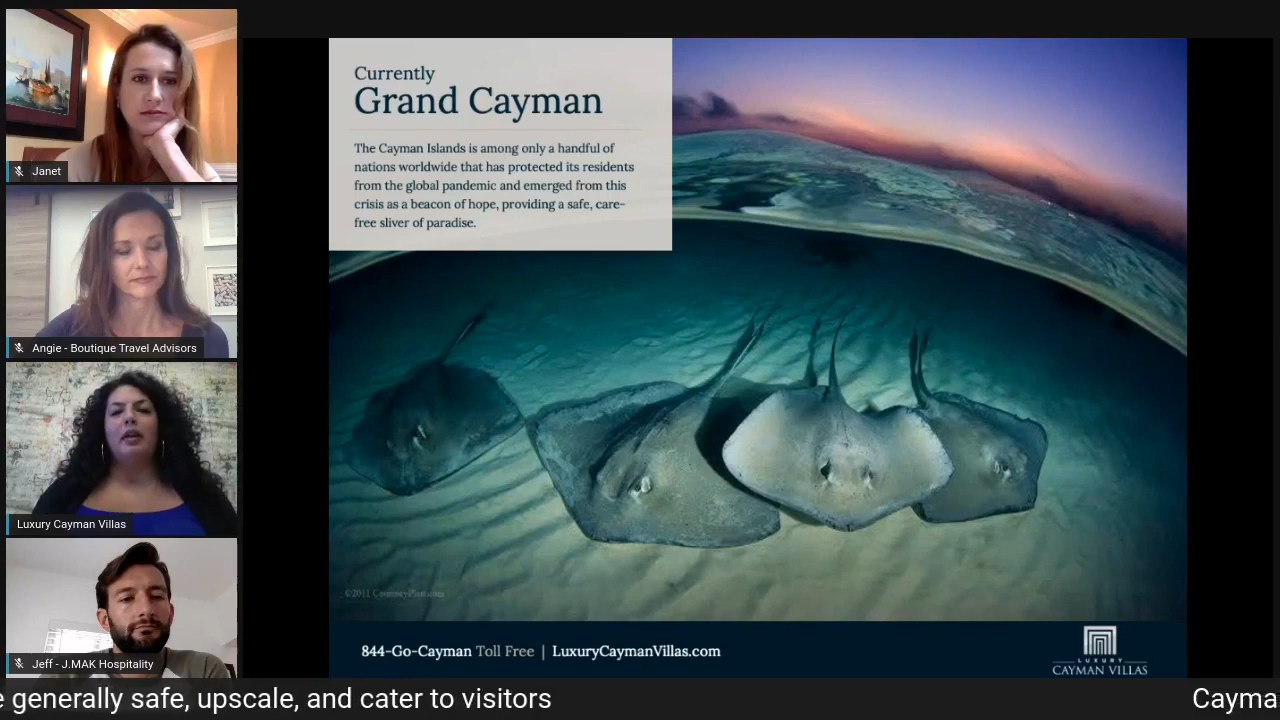 Janet
Angie - Boutique Travel Advisors
Luxury Cayman Villas
Jeff - J.MAK Hospitality
Currently
Grand Cayman
The Cayman Islands is among only a handful of
nations worldwide that has protected its residents
from the global pandemic and emerged from this
crisis as a beacon of hope, providing a safe, care-
free sliver of paradise.
844-Go-Cayman Toll Free | LuxuryCaymanVillas.com
LUXURY
CAYMAN VILLAS
generally safe, upscale, and cater to visitors